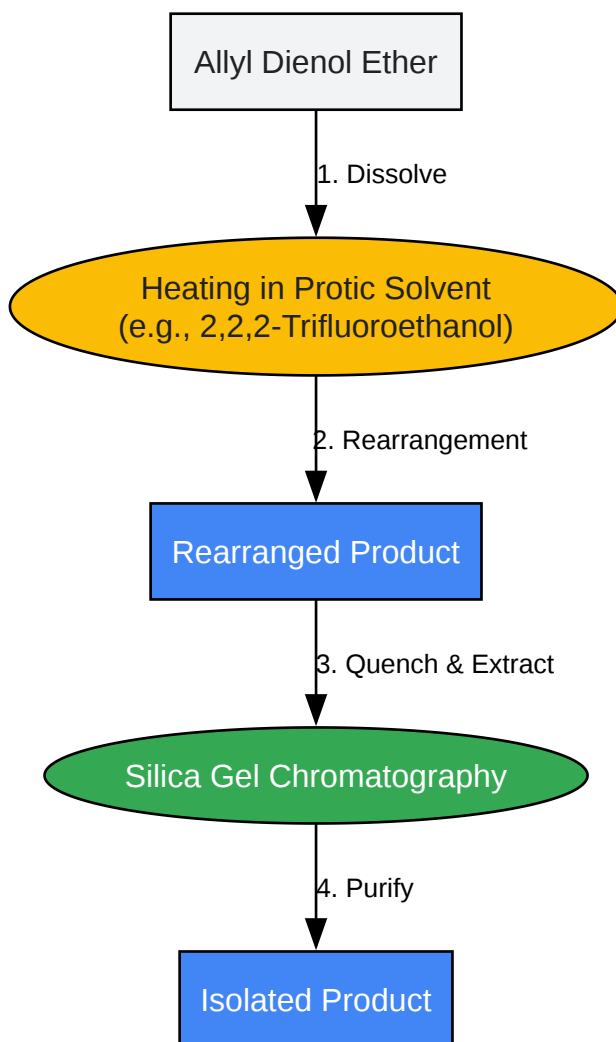 Allyl Dienol Ether
1. Dissolve
Heating in Protic Solvent
(e.g., 2,2,2-Trifluoroethanol)
2. Rearrangement
Rearranged Product
3. Quench & Extract
Silica Gel Chromatography
4. Purify
Isolated Product